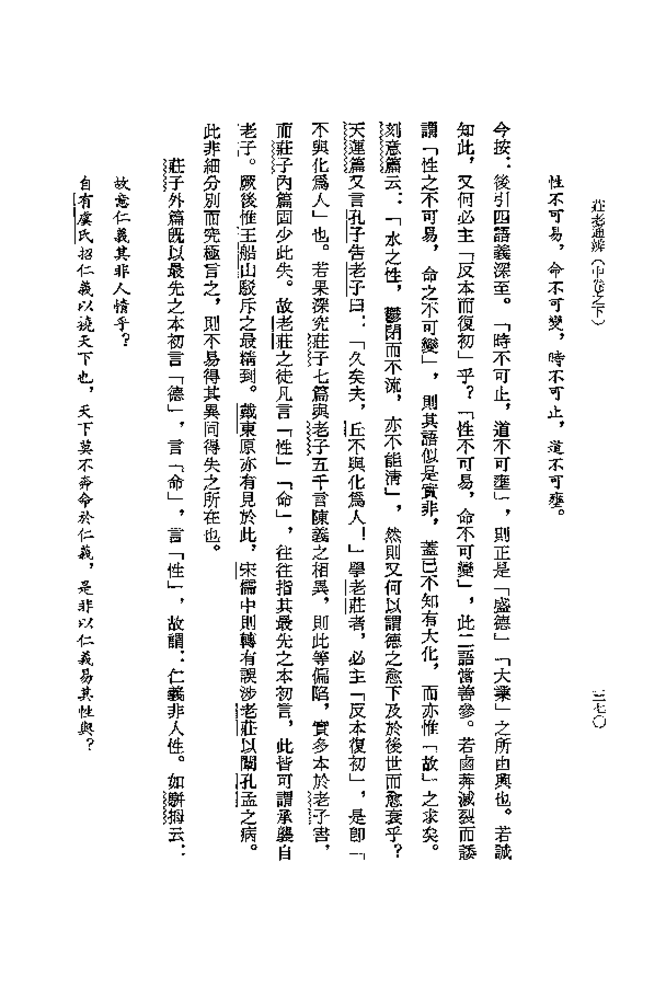 莊老通辨（中卷之下）
三七〇
性不可易，命不可變，時不可止，道不可壅。
今按：後引四語義深至。「時不可止，道不可壅」，則正是「盛德」「大業」之所由興也。若誠
知此，又何必主「反本而復初」乎？「性不可易，命不可變」，此二語當善參。若鹵莽滅裂而諉
謂「性之不可易，命之不可變」，則其語似是實非，蓋已不知有大化，而亦惟「故」之求矣。
刻意篇云：「水之性，鬱閉而不流，亦不能清」，然則又何以謂德之愈下及於後世而愈衰乎？
天運篇又言孔子告老子曰：「久矣夫，丘不與化爲人！」學老莊者，必主「反本復初」，是卽「
不與化爲人」也。若果深究莊子七篇與老子五千言陳義之相異，則此等偏陷，實多本於老子書，
而莊子內篇固少此失。故老莊之徒凡言「性」「命」，往往指其最先之本初言，此皆可謂承襲自
老子。厥後惟王船山駁斥之最精到。戴東原亦有見於此，宋儒中則轉有誤涉老莊以闡孔孟之病。
此非細分別而究極言之，則不易得其異同得失之所在也。
莊子外篇旣以最先之本初言「德」，言「命」，言「性」，故謂：仁義非人性。如駢拇云：
故意仁義其非人情乎？
自有虞氏招仁義以撓天下也，天下莫不奔命於仁義，是非以仁義易其性與？